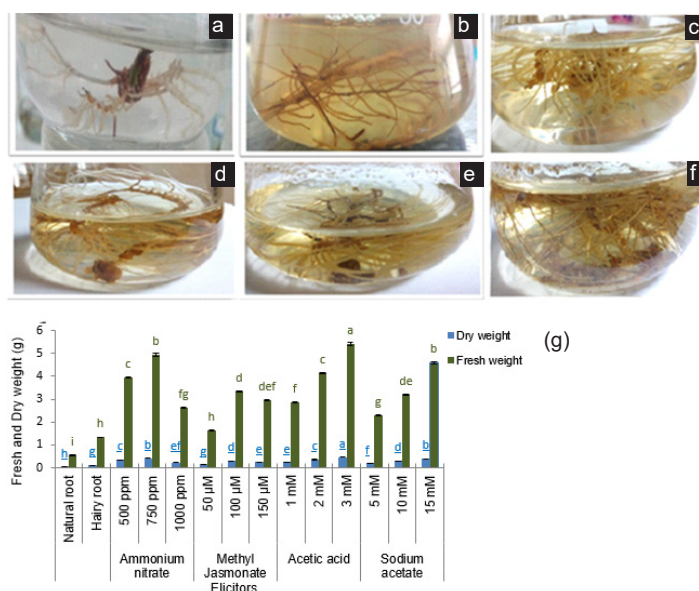 a
b
c
d
e
f
(g)
Fresh and Dry weight (g)
6
5
4
3
2
1
0
Dry weight
Fresh weight
h i g h c c b b ef fg g h d d e def e f c c a a f g d de b b
Natural root
Hairy root
500 ppm
750 ppm
1000 ppm
50 µM
100 µM
150 µM
1 mM
2 mM
3 mM
5 mM
10 mM
15 mM
Ammonium
nitrate
Methyl
Jasmonate
Elicitors
Acetic acid
Sodium
acetate